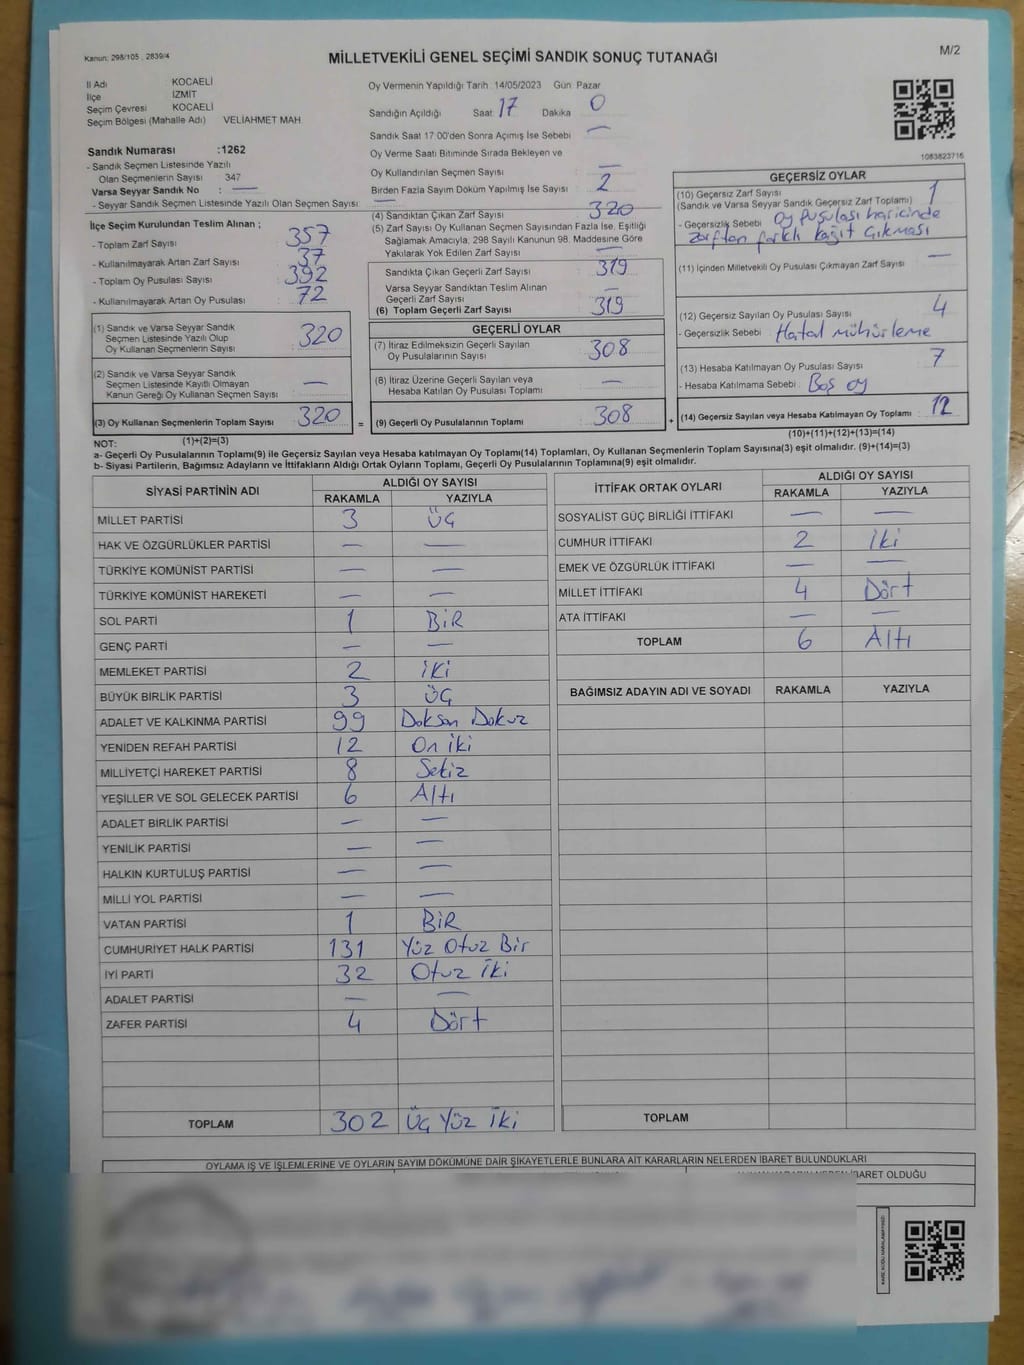 Kanun: 298/105 , 2839/4
MİLLETVEKİLİ GENEL SEÇİMİ SANDIK SONUÇ TUTANAĞI
M/2
İl Adı KOCAELİ
İlçe İZMİT
Seçim Çevresi KOCAELİ
Seçim Bölgesi (Mahalle Adı) VELİAHMET MAH.
Sandık Numarası :1262
- Sandık Seçmen Listesinde Yazılı
Olan Seçmenlerin Sayısı 347
Varsa Seyyar Sandık No : —
- Seyyar Sandık Seçmen Listesinde Yazılı Olan Seçmen Sayısı: —
Oy Vermenin Yapıldığı Tarih :14/05/2023 Gün: Pazar
Sandığın Açıldığı Saat 17 Dakika 0
Sandık Saat 17:00'den Sonra Açımış İse Sebebi —
Oy Verme Saati Bitiminde Sırada Bekleyen ve
Oy Kullandırılan Seçmen Sayısı —
Birden Fazla Sayım Döküm Yapılmış İse Sayısı 2
1083823716
İlçe Seçim Kurulundan Teslim Alınan ;
- Toplam Zarf Sayısı 357
- Kullanılmayarak Artan Zarf Sayısı 37
- Toplam Oy Pusulası Sayısı 392
- Kullanılmayarak Artan Oy Pusulası 72
(1) Sandık ve Varsa Seyyar Sandık
Seçmen Listesinde Yazılı Olup
Oy Kullanan Seçmenlerin Sayısı 320
(2) Sandık ve Varsa Seyyar Sandık
Seçmen Listesinde Kayıtlı Olmayan
Kanun Gereği Oy Kullanan Seçmen Sayısı —
(3) Oy Kullanan Seçmenlerin Toplam Sayısı 320 =
(4) Sandıktan Çıkan Zarf Sayısı 320
(5) Zarf Sayısı Oy Kullanan Seçmen Sayısından Fazla İse, Eşitliği
Sağlamak Amacıyla, 298 Sayılı Kanunun 98. Maddesine Göre
Yakılarak Yok Edilen Zarf Sayısı —
Sandıkta Çıkan Geçerli Zarf Sayısı 319
Varsa Seyyar Sandıktan Teslim Alınan
Geçerli Zarf Sayısı —
(6) Toplam Geçerli Zarf Sayısı 319
GEÇERLİ OYLAR
(7) İtiraz Edilmeksizin Geçerli Sayılan
Oy Pusulalarının Sayısı 308
(8) İtiraz Üzerine Geçerli Sayılan veya
Hesaba Katılan Oy Pusulası Toplamı —
(9) Geçerli Oy Pusulalarının Toplamı 308 +
GEÇERSİZ OYLAR
(10) Geçersiz Zarf Sayısı 1
(Sandık ve Varsa Seyyar Sandık Geçersiz Zarf Toplamı)
- Geçersizlik Sebebi Oy pusulası haricinde
zarftan farklı kağıt çıkması
(11) İçinden Milletvekili Oy Pusulası Çıkmayan Zarf Sayısı —
(12) Geçersiz Sayılan Oy Pusulası Sayısı 4
- Geçersizlik Sebebi Hatalı mühürleme
(13) Hesaba Katılmayan Oy Pusulası Sayısı 7
- Hesaba Katılmama Sebebi Boş oy
(14) Geçersiz Sayılan veya Hesaba Katılmayan Oy Toplamı 12
NOT: (1)+(2)=(3) (10)+(11)+(12)+(13)=(14)
a- Geçerli Oy Pusulalarının Toplamı(9) ile Geçersiz Sayılan veya Hesaba katılmayan Oy Toplamı(14) Toplamları, Oy Kullanan Seçmenlerin Toplam Sayısına(3) eşit olmalıdır. (9)+(14)=(3)
b- Siyasi Partilerin, Bağımsız Adayların ve İttifakların Aldığı Ortak Oyların Toplamı, Geçerli Oy Pusulalarının Toplamına(9) eşit olmalıdır.
SİYASİ PARTİNİN ADI ALDIĞI OY SAYISI
RAKAMLA YAZIYLA
MİLLET PARTİSİ 3 Üç
HAK VE ÖZGÜRLÜKLER PARTİSİ — —
TÜRKİYE KOMÜNİST PARTİSİ — —
TÜRKİYE KOMÜNİST HAREKETİ — —
SOL PARTİ 1 BİR
GENÇ PARTİ — —
MEMLEKET PARTİSİ 2 İKİ
BÜYÜK BİRLİK PARTİSİ 3 ÜÇ
ADALET VE KALKINMA PARTİSİ 99 Doksan Dokuz
YENİDEN REFAH PARTİSİ 12 On iki
MİLLİYETÇİ HAREKET PARTİSİ 8 Sekiz
YEŞİLLER VE SOL GELECEK PARTİSİ 6 Altı
ADALET BİRLİK PARTİSİ — —
YENİLİK PARTİSİ — —
HALKIN KURTULUŞ PARTİSİ — —
MİLLİ YOL PARTİSİ — —
VATAN PARTİSİ 1 BİR
CUMHURİYET HALK PARTİSİ 131 Yüz Otuz Bir
İYİ PARTİ 32 Otuz İki
ADALET PARTİSİ — —
ZAFER PARTİSİ 4 Dört
TOPLAM 302 Üç Yüz İki
İTTİFAK ORTAK OYLARI ALDIĞI OY SAYISI
RAKAMLA YAZIYLA
SOSYALİST GÜÇ BİRLİĞİ İTTİFAKI — —
CUMHUR İTTİFAKI 2 İki
EMEK VE ÖZGÜRLÜK İTTİFAKI — —
MİLLET İTTİFAKI 4 Dört
ATA İTTİFAKI — —
TOPLAM 6 Altı
BAĞIMSIZ ADAYIN ADI VE SOYADI RAKAMLA YAZIYLA
TOPLAM
OYLAMA İŞ VE İŞLEMLERİNE VE OYLARIN SAYIM DÖKÜMÜNE DAİR ŞİKAYETLERLE BUNLARA AİT KARARLARIN NELERDEN İBARET BULUNDUKLARI
İBARET OLDUĞU